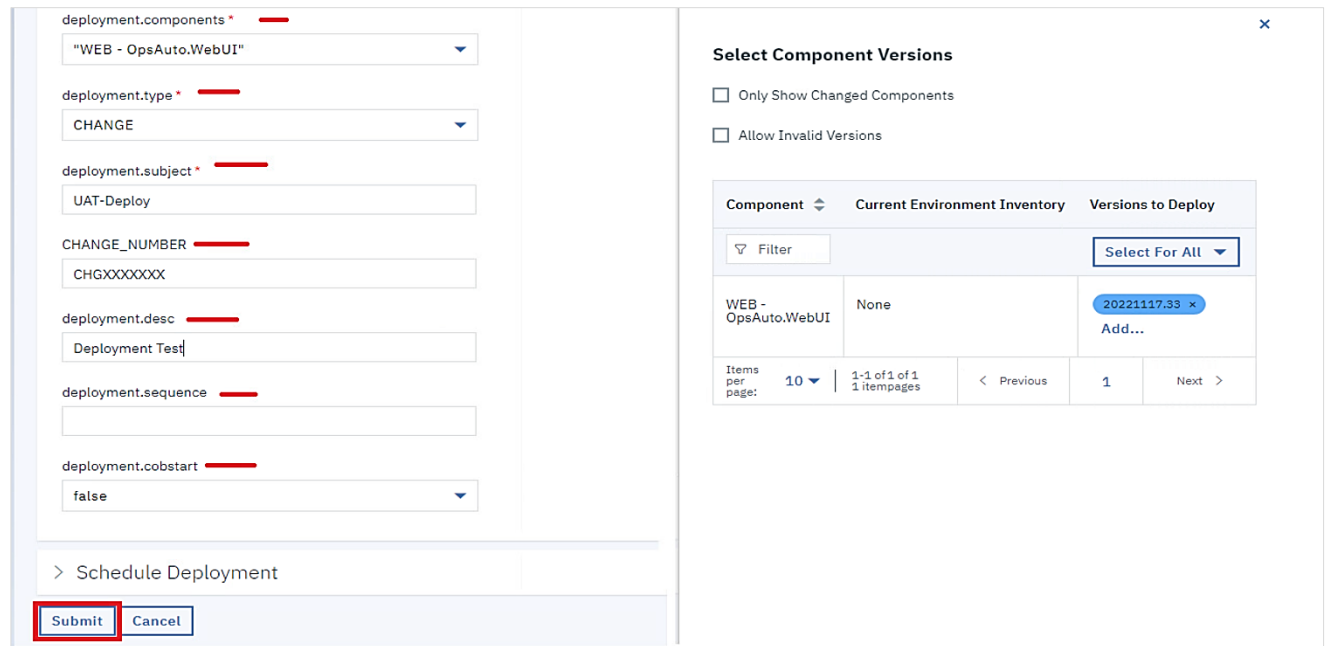 deployment.components *
"WEB - OpsAuto.WebUI"
deployment.type *
CHANGE
deployment.subject *
UAT-Deploy
CHANGE_NUMBER
CHGXXXXXXX
deployment.desc
Deployment Test
deployment.sequence
deployment.cobstart
false
Schedule Deployment
Submit Cancel
×
Select Component Versions
Only Show Changed Components
Allow Invalid Versions
Component Current Environment Inventory Versions to Deploy
Filter Select For All
WEB -
OpsAuto.WebUI
None
20221117.33 ×
Add...
Items
per
page:
10
1-1 of 1 of 1
1 itempages
< Previous
1
Next >